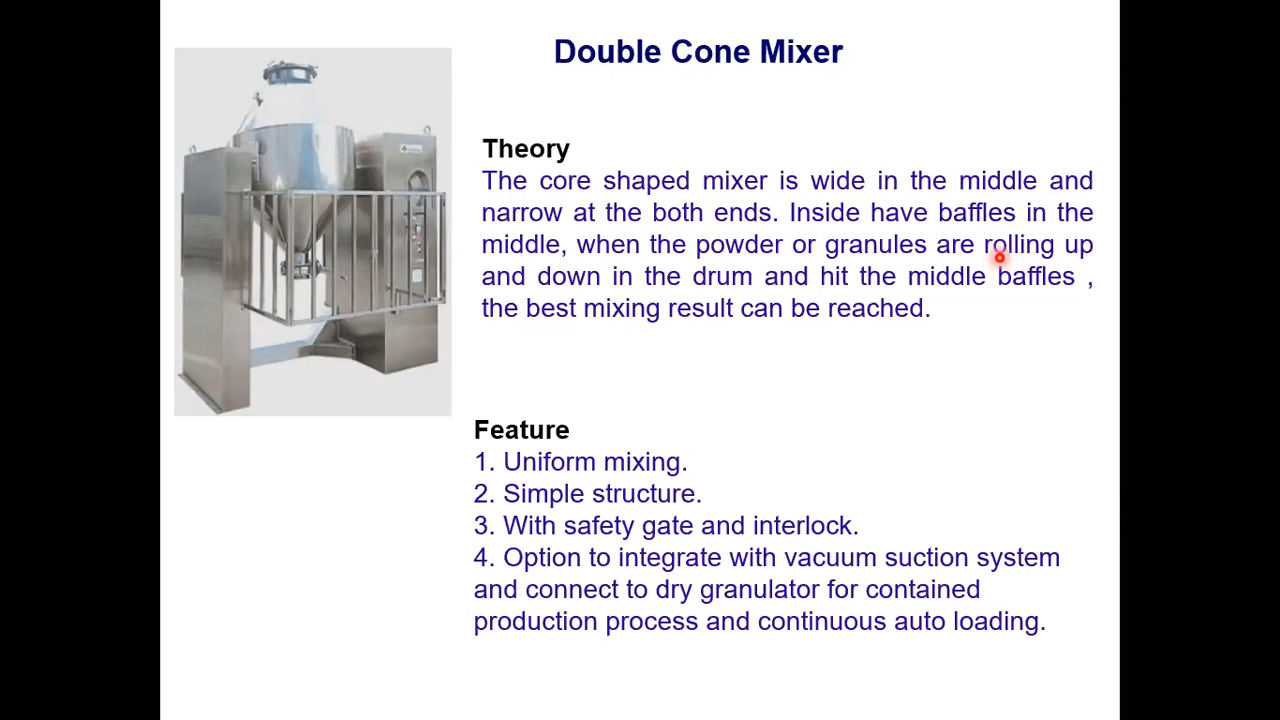 Double Cone Mixer
Theory
The core shaped mixer is wide in the middle and
narrow at the both ends. Inside have baffles in the
middle, when the powder or granules are rolling up
and down in the drum and hit the middle baffles ,
the best mixing result can be reached.
Feature
1. Uniform mixing.
2. Simple structure.
3. With safety gate and interlock.
4. Option to integrate with vacuum suction system
and connect to dry granulator for contained
production process and continuous auto loading.